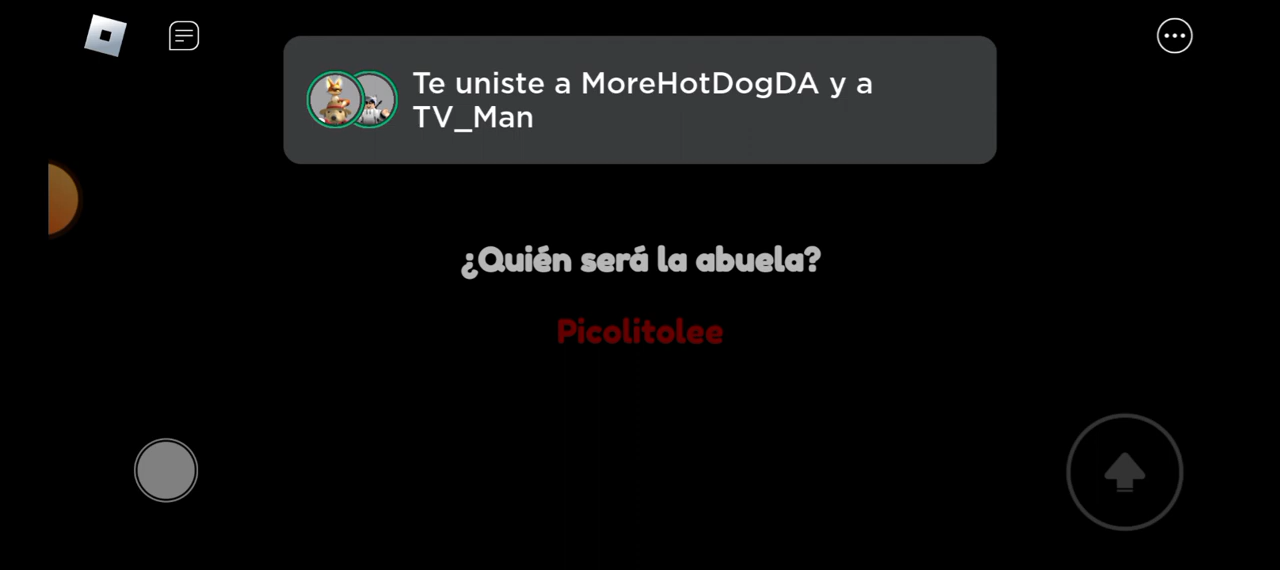 Te uniste a MoreHotDogDA y a
TV_Man
¿Quién será la abuela?
Picolitolee